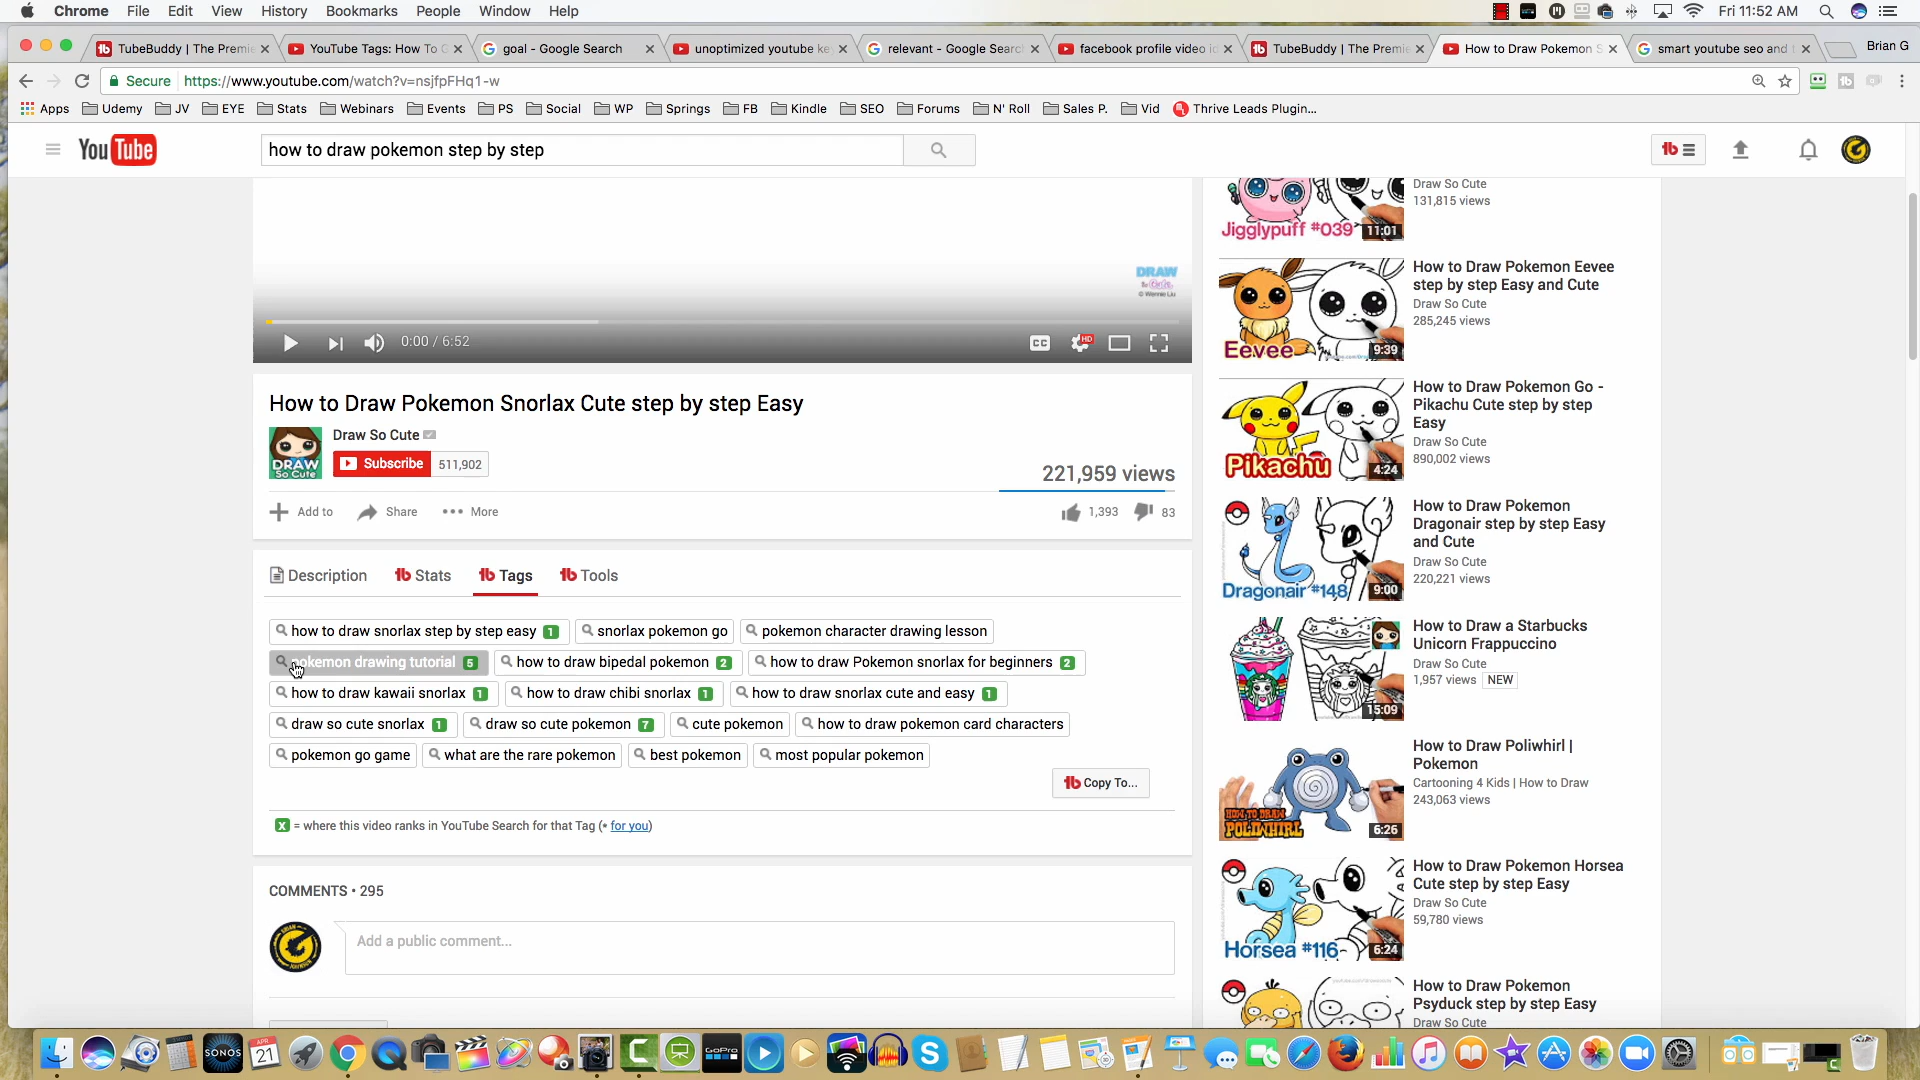 Chrome File Edit View History Bookmarks People Window Help Fri 11:52 AM
TubeBuddy | The Premie YouTube Tags: How To G goal - Google Search unoptimized youtube ke relevant - Google Search facebook profile video i TubeBuddy | The Premie How to Draw Pokemon S smart youtube seo and Brian G
Secure https://www.youtube.com/watch?v=nsjfpFHq1-w
Apps Udemy JV EYE Stats Webinars Events PS Social WP Springs FB Kindle SEO Forums N' Roll Sales P. Vid Thrive Leads Plugin...
YouTube how to draw pokemon step by step
DRAW
So Cute
© Wennie Liu
0:00 / 6:52 CC HD
How to Draw Pokemon Snorlax Cute step by step Easy
DRAW
So Cute
Draw So Cute
Subscribe 511,902
221,959 views
Add to Share More 1,393 83
Description Stats Tags Tools
how to draw snorlax step by step easy 1 snorlax pokemon go pokemon character drawing lesson
pokemon drawing tutorial 5 how to draw bipedal pokemon 2 how to draw Pokemon snorlax for beginners 2
how to draw kawaii snorlax 1 how to draw chibi snorlax 1 how to draw snorlax cute and easy 1
draw so cute snorlax 1 draw so cute pokemon 7 cute pokemon how to draw pokemon card characters
pokemon go game what are the rare pokemon best pokemon most popular pokemon
Copy To...
X = where this video ranks in YouTube Search for that Tag (• for you)
COMMENTS • 295
Add a public comment...
Jigglypuff #039 11:01
Draw So Cute
131,815 views
Eevee 9:39
How to Draw Pokemon Eevee
step by step Easy and Cute
Draw So Cute
285,245 views
Pikachu 4:24
How to Draw Pokemon Go -
Pikachu Cute step by step
Easy
Draw So Cute
890,002 views
Dragonair #148 9:00
How to Draw Pokemon
Dragonair step by step Easy
and Cute
Draw So Cute
220,221 views
15:09
How to Draw a Starbucks
Unicorn Frappuccino
Draw So Cute
1,957 views NEW
HOW TO DRAW
POLIWHIRL 6:26
How to Draw Poliwhirl |
Pokemon
Cartooning 4 Kids | How to Draw
243,063 views
Horsea #116 6:24
How to Draw Pokemon Horsea
Cute step by step Easy
Draw So Cute
59,780 views
How to Draw Pokemon
Psyduck step by step Easy
Draw So Cute
SONOS APR 21 GoPro